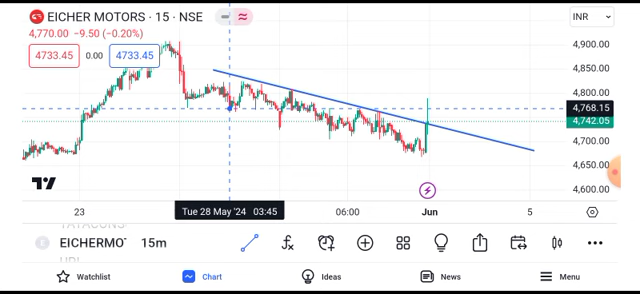 EICHER MOTORS · 15 · NSE
INR
4,770.00 −9.50 (−0.20%)
4733.45 0.00 4733.45
4,900.00
4,850.00
4,800.00
4,768.15
4,742.05
4,700.00
4,650.00
4,600.00
23 Tue 28 May '24 03:45 06:00 Jun 5
EICHERMO 15m
Watchlist Chart Ideas News Menu